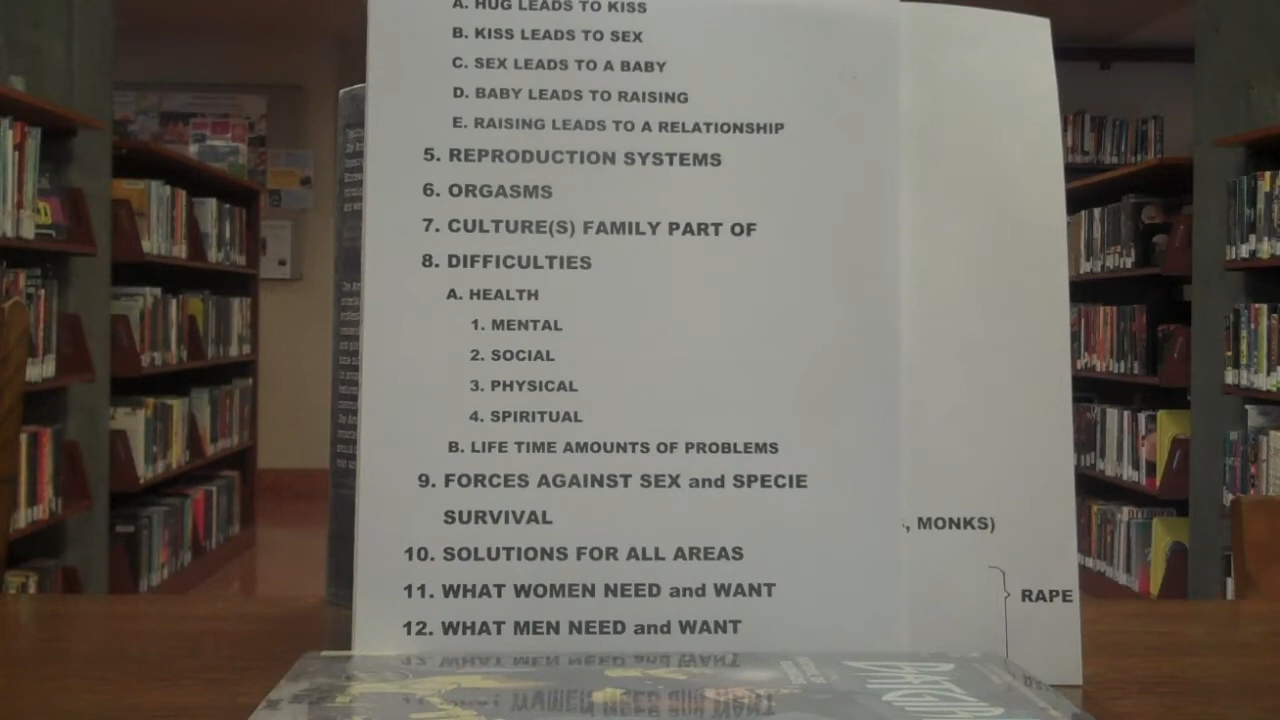 A. HUG LEADS TO KISS
B. KISS LEADS TO SEX
C. SEX LEADS TO A BABY
D. BABY LEADS TO RAISING
E. RAISING LEADS TO A RELATIONSHIP
5. REPRODUCTION SYSTEMS
6. ORGASMS
7. CULTURE(S) FAMILY PART OF
8. DIFFICULTIES
A. HEALTH
1. MENTAL
2. SOCIAL
3. PHYSICAL
4. SPIRITUAL
B. LIFE TIME AMOUNTS OF PROBLEMS
9. FORCES AGAINST SEX and SPECIE
SURVIVAL
10. SOLUTIONS FOR ALL AREAS
11. WHAT WOMEN NEED and WANT
12. WHAT MEN NEED and WANT
, MONKS)
RAPE